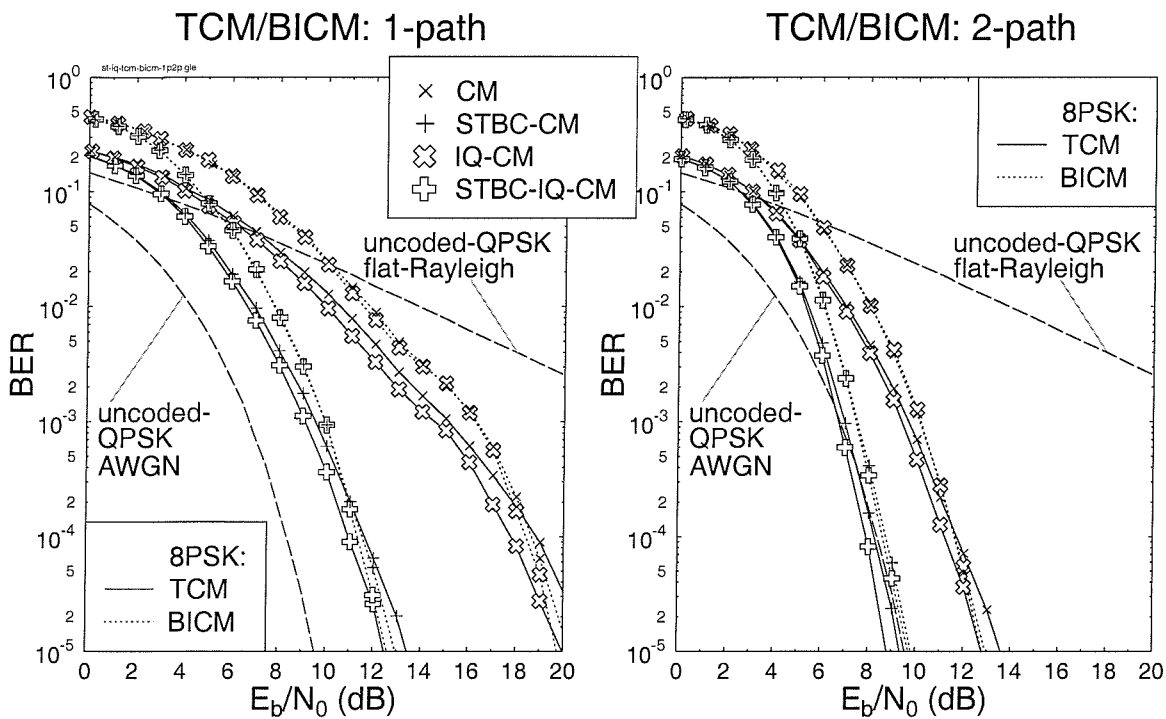 TCM/BICM: 1-path
st-iq-tcm-bicm-1p2p.gle
CM
STBC-CM
IQ-CM
STBC-IQ-CM
uncoded-QPSK
flat-Rayleigh
uncoded-
QPSK
AWGN
8PSK:
TCM
BICM
BER
10^0
5
2
10^-1
5
2
10^-2
5
2
10^-3
5
2
10^-4
5
2
10^-5
0 2 4 6 8 10 12 14 16 18 20
E_b/N_0 (dB)
TCM/BICM: 2-path
8PSK:
TCM
BICM
uncoded-QPSK
flat-Rayleigh
uncoded-
QPSK
AWGN
BER
10^0
5
2
10^-1
5
2
10^-2
5
2
10^-3
5
2
10^-4
5
2
10^-5
0 2 4 6 8 10 12 14 16 18 20
E_b/N_0 (dB)